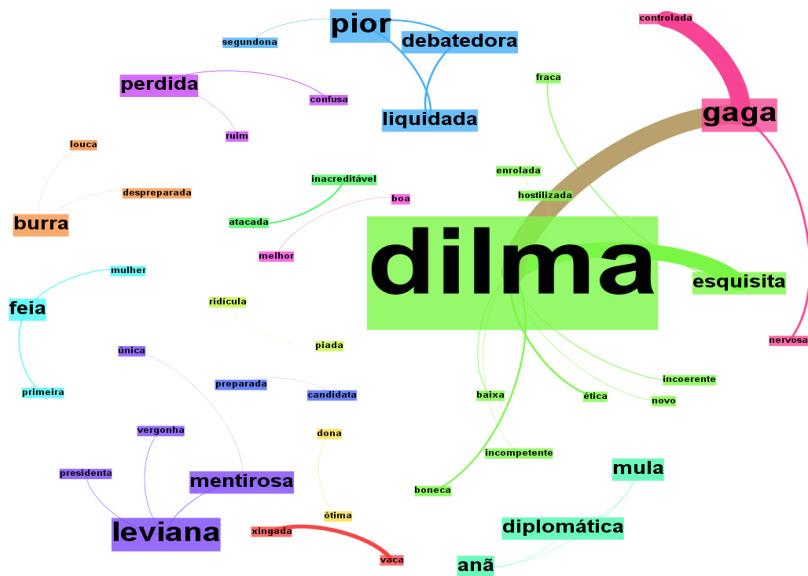 controlada
pior
segundona
debatedora
fraca
perdida
confusa
gaga
liquidada
ruim
louca
enrolada
inacreditável
despreparada
hostilizada
boa
burra
atacada
melhor
dilma
mulher
feia
esquisita
ridícula
nervosa
piada
única
primeira
preparada
candidata
incoerente
baixa
ética
novo
vergonha
dona
presidenta
mentirosa
incompetente
mula
boneca
ótima
leviana
xingada
diplomática
vaca
anã